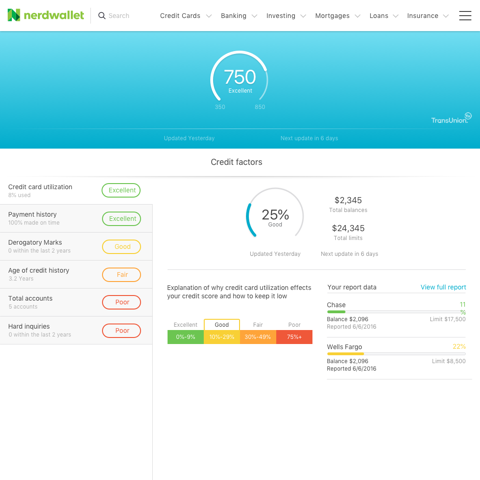 nerdwallet
Search
Credit Cards
Banking
Investing
Mortgages
Loans
Insurance
750
Excellent
350
850
TransUnion
Updated Yesterday
Next update in 6 days
Credit factors
Credit card utilization
8% used
Excellent
Payment history
100% made on time
Excellent
Derogatory Marks
0 within the last 2 years
Good
Age of credit history
3.2 Years
Fair
Total accounts
5 accounts
Poor
Hard inquiries
0 within the last 2 years
Poor
25%
Good
$2,345
Total balances
$24,345
Total limits
Updated Yesterday
Next update in 6 days
Explanation of why credit card utilization effects
your credit score and how to keep it low
Excellent
Good
Fair
Poor
0%-9%
10%-29%
30%-49%
75%+
Your report data
View full report
Chase
11
%
Balance $2,096
Limit $17,500
Reported 6/6/2016
Wells Fargo
22%
Balance $2,096
Limit $8,500
Reported 6/6/2016